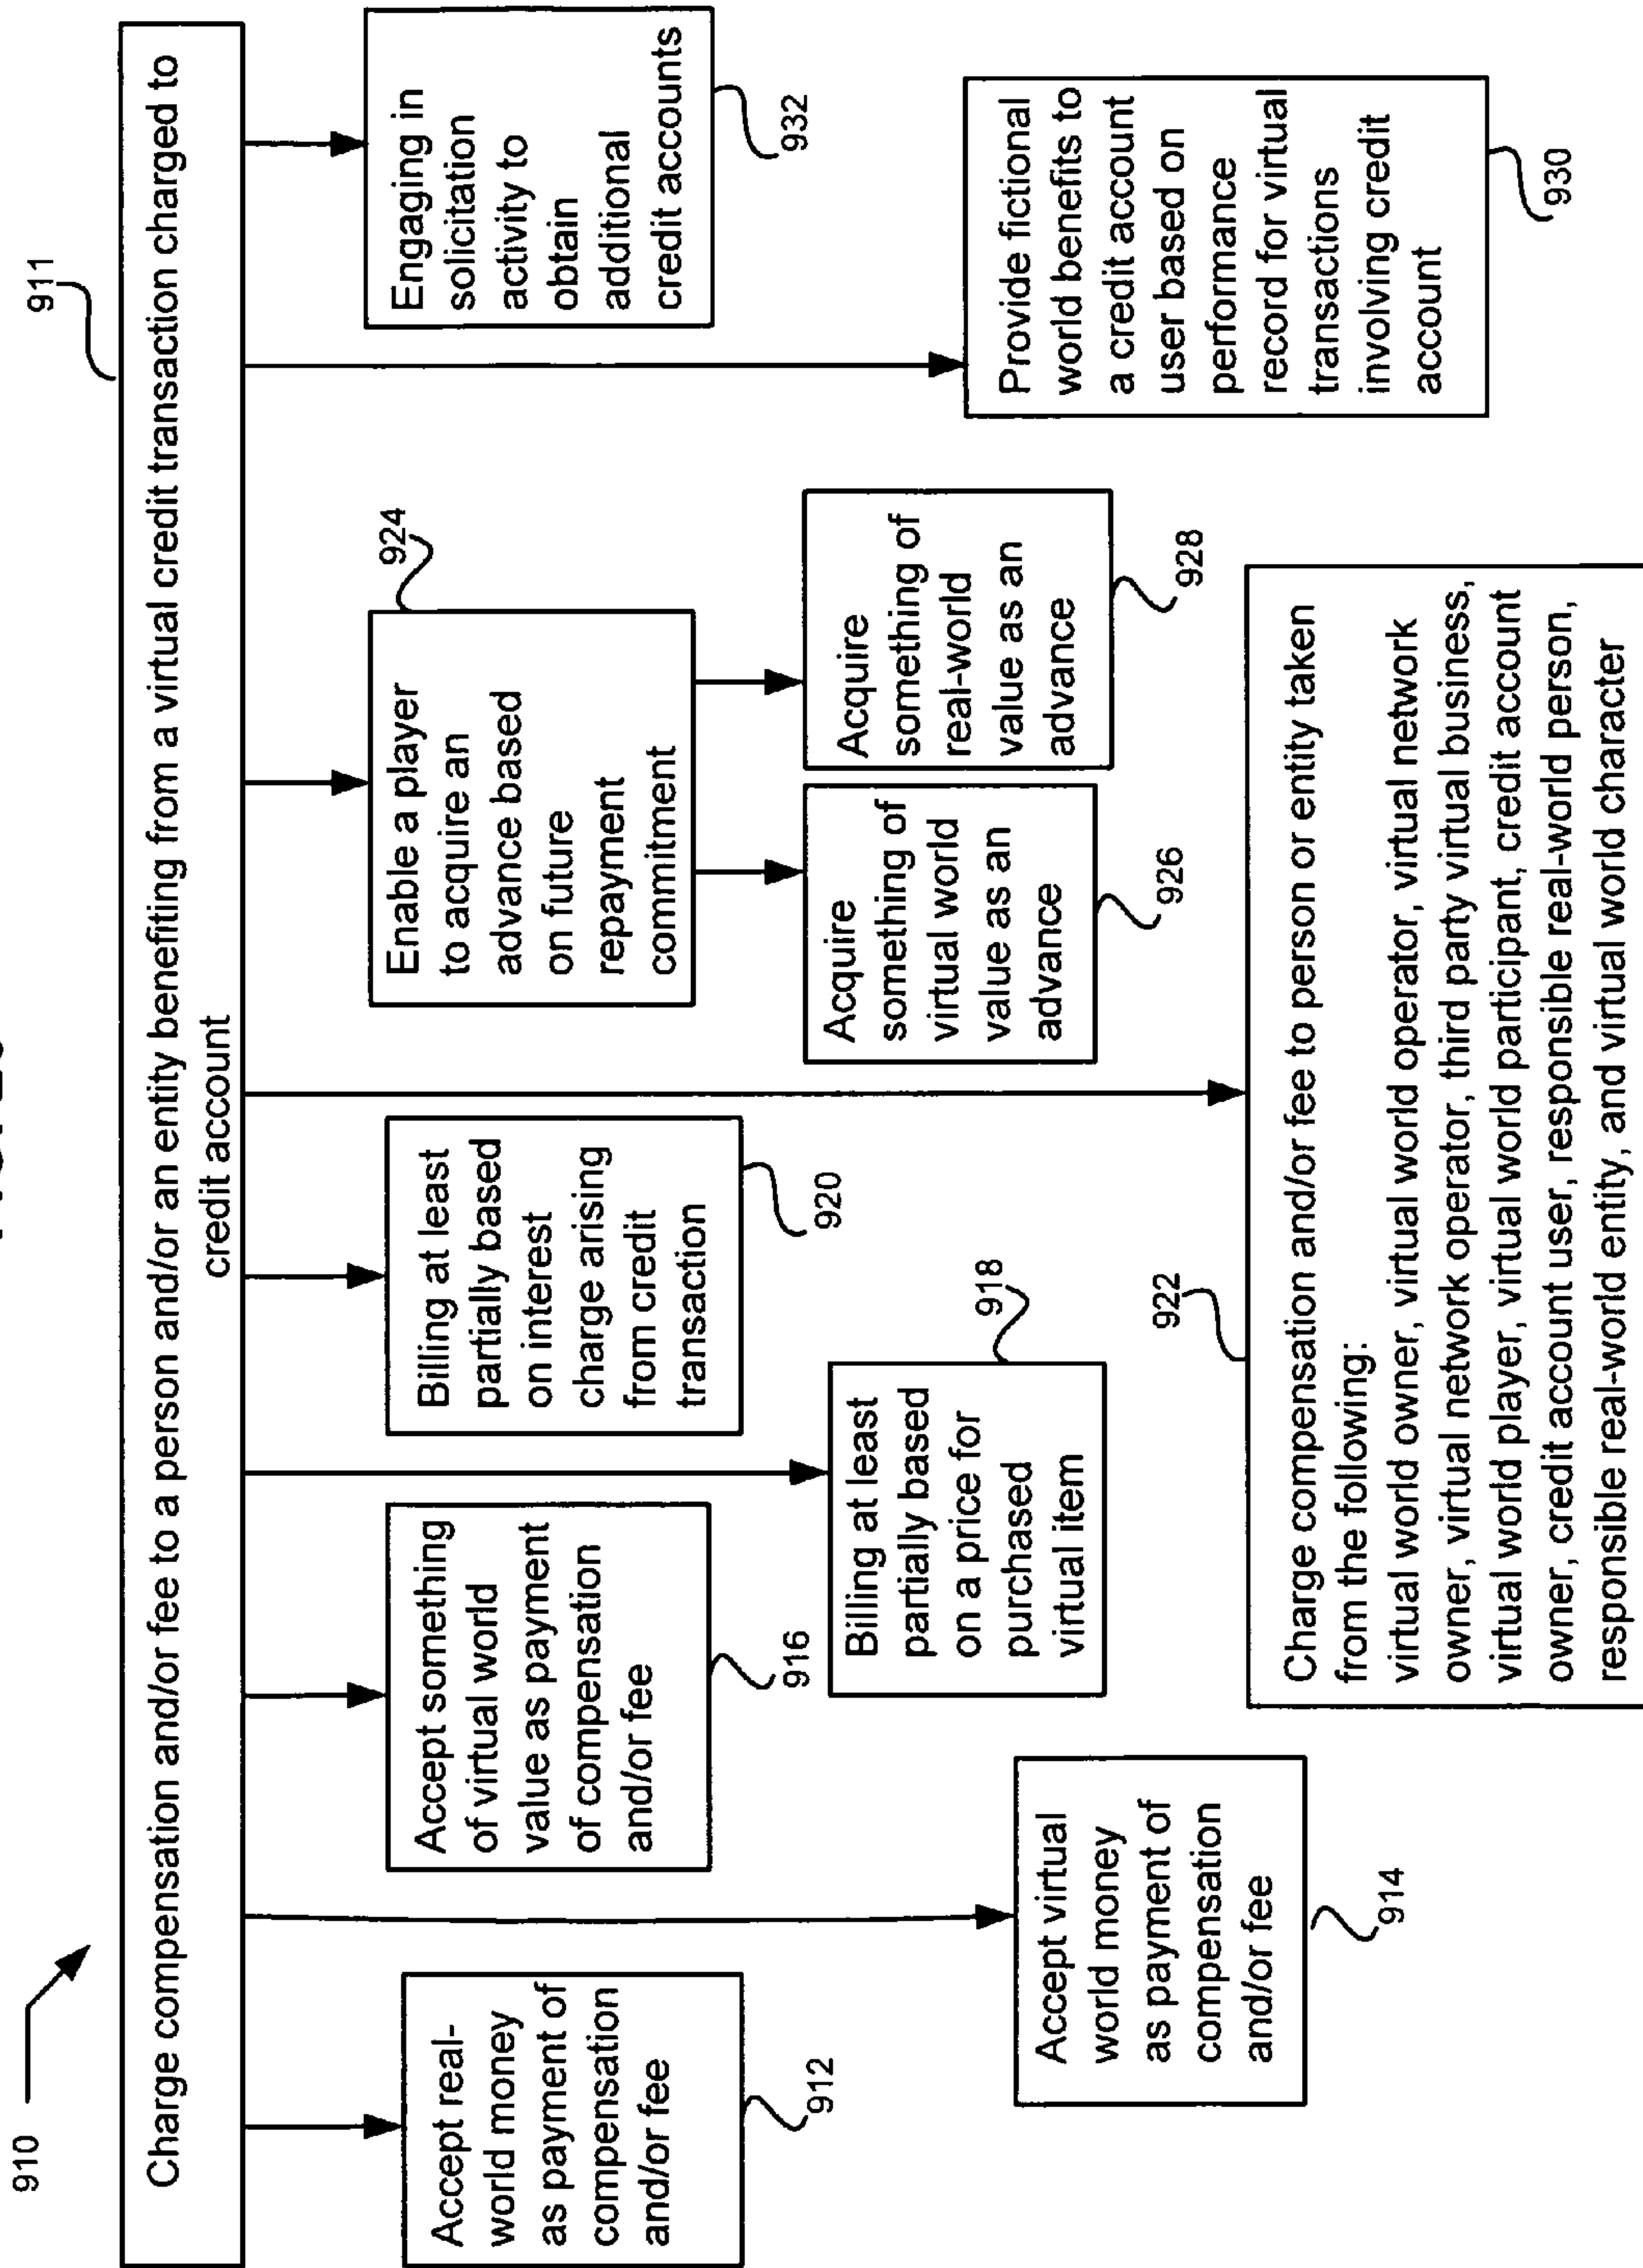 910
911
Charge compensation and/or fee to a person and/or an entity benefiting from a virtual credit transaction charged to
credit account
Accept real-
world money
as payment of
compensation
and/or fee
912
Accept virtual
world money
as payment of
compensation
and/or fee
914
Accept something
of virtual world
value as payment
of compensation
and/or fee
916
Billing at least
partially based
on a price for
purchased
virtual item
918
Billing at least
partially based
on interest
charge arising
from credit
transaction
920
Charge compensation and/or fee to person or entity taken
from the following:
virtual world owner, virtual world operator, virtual network
owner, virtual network operator, third party virtual business,
virtual world player, virtual world participant, credit account
owner, credit account user, responsible real-world person,
responsible real-world entity, and virtual world character
922
Enable a player
to acquire an
advance based
on future
repayment
commitment
924
Acquire
something of
virtual world
value as an
advance
926
Acquire
something of
real-world
value as an
advance
928
Provide fictional
world benefits to
a credit account
user based on
performance
record for virtual
transactions
involving credit
account
930
Engaging in
solicitation
activity to
obtain
additional
credit accounts
932